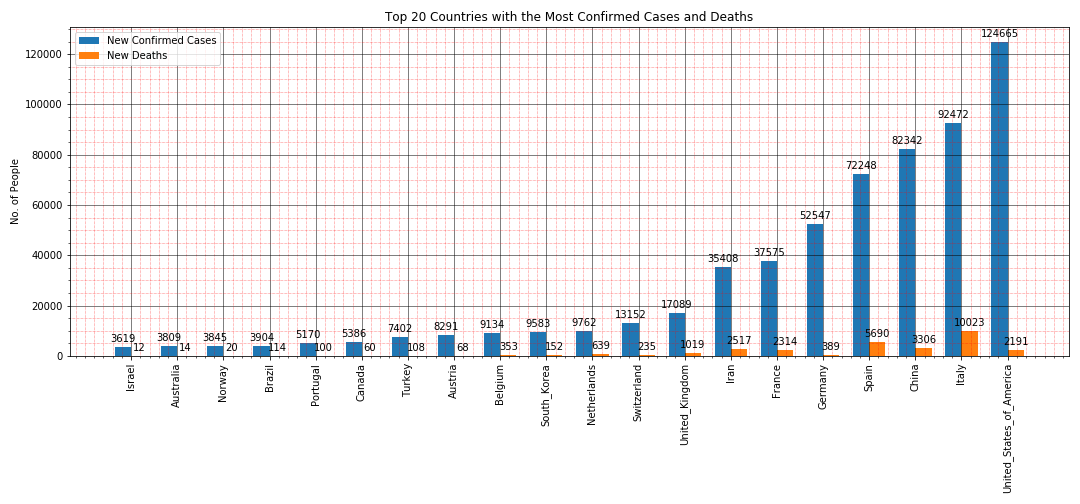 Top 20 Countries with the Most Confirmed Cases and Deaths
New Confirmed Cases
New Deaths
No. of People
120000
100000
80000
60000
40000
20000
0
3619 12
3809 14
3845 20
3904 114
5170 100
5386 60
7402 108
8291 68
9134 353
9583 152
9762 639
13152 235
17089 1019
35408 2517
37575 2314
52547 389
72248 5690
82342 3306
92472 10023
124665 2191
Israel
Australia
Norway
Brazil
Portugal
Canada
Turkey
Austria
Belgium
South_Korea
Netherlands
Switzerland
United_Kingdom
Iran
France
Germany
Spain
China
Italy
United_States_of_America